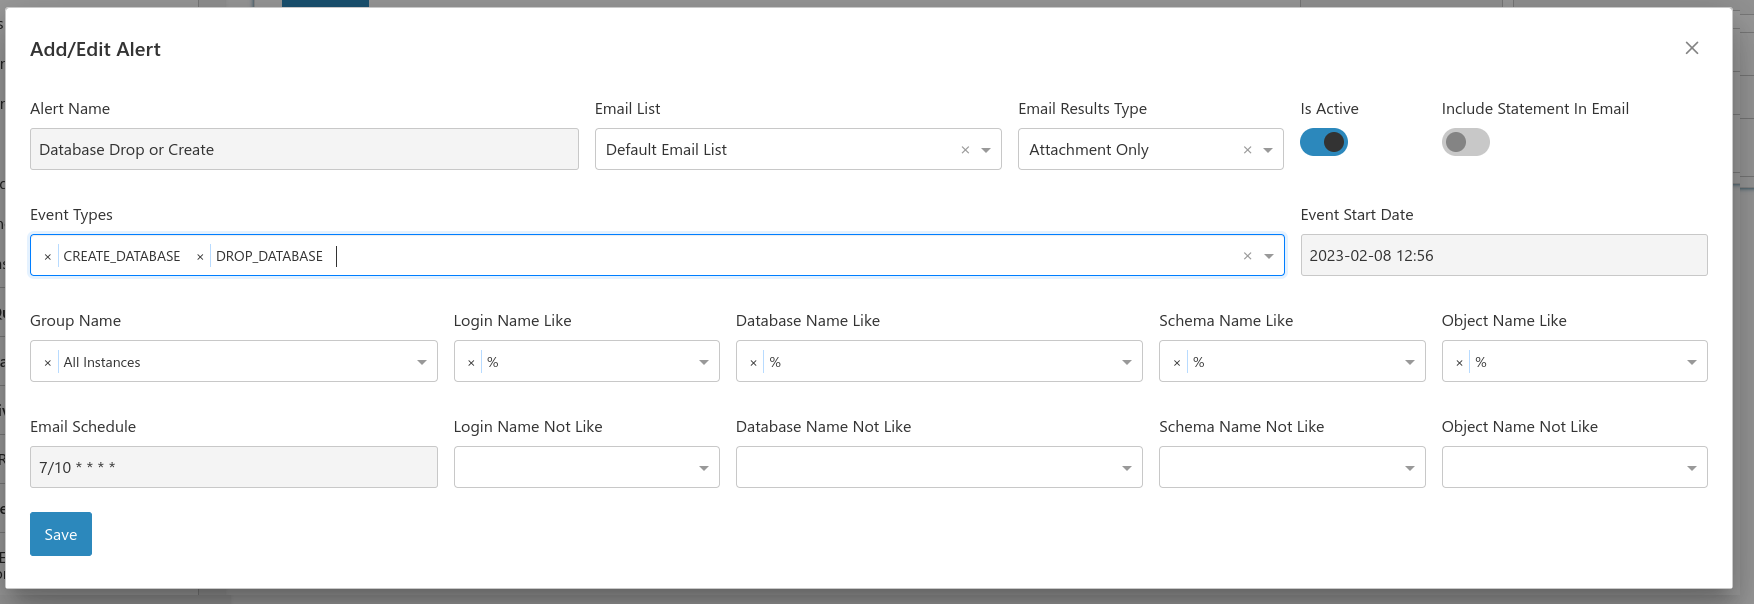 Add/Edit Alert
Alert Name
Email List
Email Results Type
Is Active
Include Statement In Email
Database Drop or Create
Default Email List
Attachment Only
Event Types
Event Start Date
× CREATE_DATABASE × DROP_DATABASE
2023-02-08 12:56
Group Name
Login Name Like
Database Name Like
Schema Name Like
Object Name Like
× All Instances
× %
× %
× %
× %
Email Schedule
Login Name Not Like
Database Name Not Like
Schema Name Not Like
Object Name Not Like
7/10 * * * *
Save